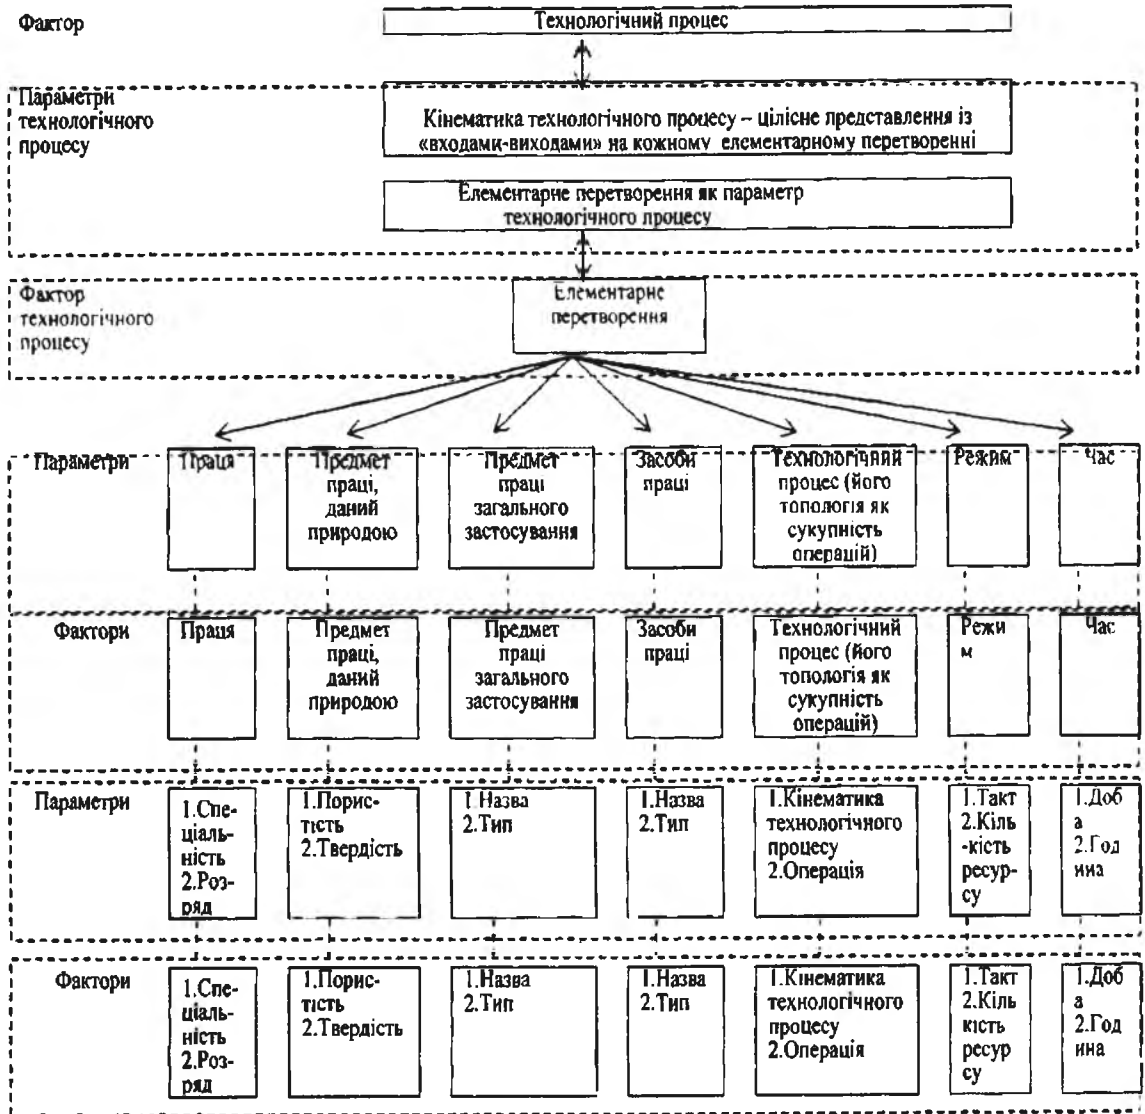 Фактор
Технологічний процес
Параметри
технологічного
процесу
Кінематика технологічного процесу – цілісне представлення із
«входами-виходами» на кожному елементарному перетворенні
Елементарне перетворення як параметр
технологічного процесу
Фактор
технологічного
процесу
Елементарне
перетворення
Параметри
Праця
Предмет
праці,
даний
природою
Предмет
праці
загального
застосування
Засоби
праці
Технологічний
процес (його
топологія як
сукупність
операцій)
Режим
Час
Фактори
Праця
Предмет
праці,
даний
природою
Предмет
праці
загального
застосування
Засоби
праці
Технологічний
процес (його
топологія як
сукупність
операцій)
Режи
м
Час
Параметри
1.Спе-
ціаль-
ність
2.Роз-
ряд
1.Порис-
тість
2.Твердість
1.Назва
2.Тип
1.Назва
2.Тип
1.Кінематика
технологічного
процесу
2.Операція
1.Такт
2.Кіль
-кість
ресур-
су
1.Доб
а
2.Год
ина
Фактори
1.Спе-
ціаль-
ність
2.Роз-
ряд
1.Порис-
тість
2.Твердість
1.Назва
2.Тип
1.Назва
2.Тип
1.Кінематика
технологічного
процесу
2.Операція
1.Такт
2.Кіль
кість
ресур
су
1.Доб
а
2.Год
ина